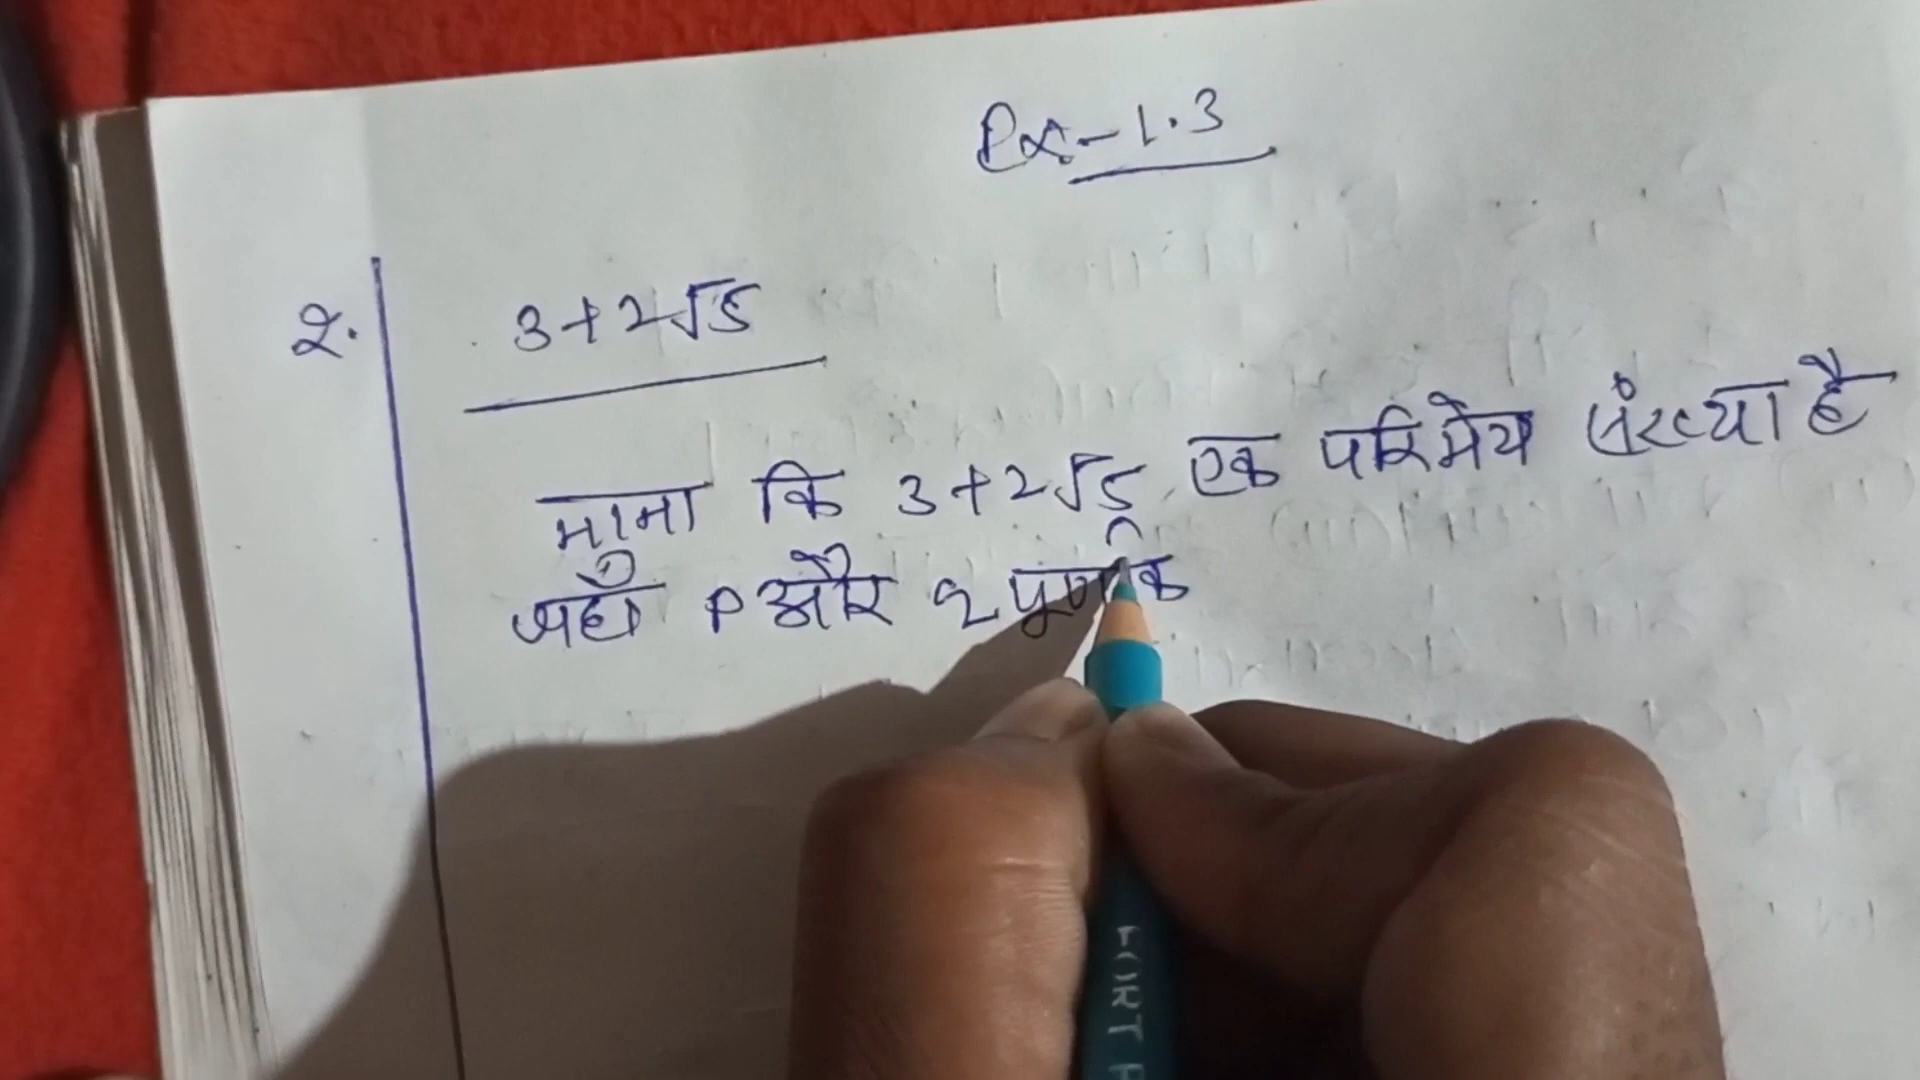 Ex-1.3
2. 3+2√5
माना कि 3+2√5 एक परिमेय संख्या है
जहाँ P और q पूर्णांक